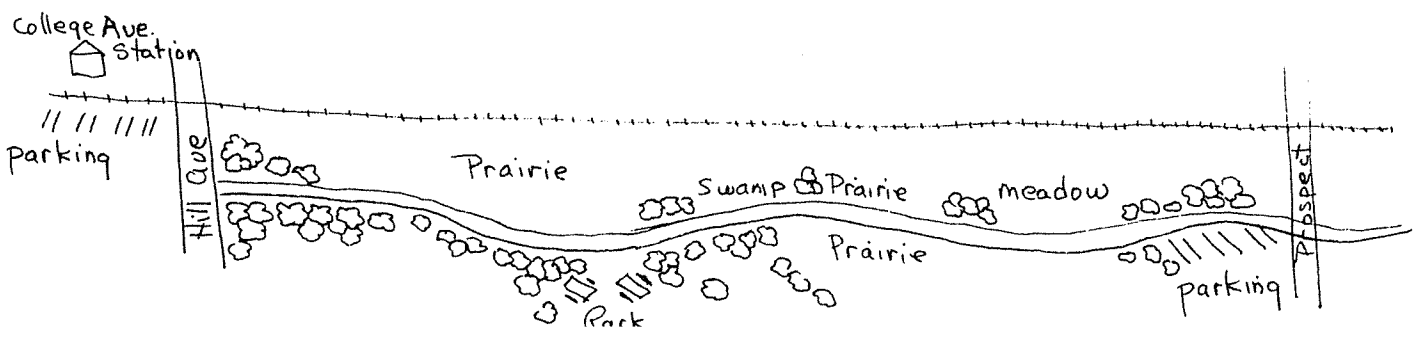 College Ave.
Station
parking
Hill Ave
Prairie
Swamp Prairie
meadow
Prairie
Park
parking
Prospect